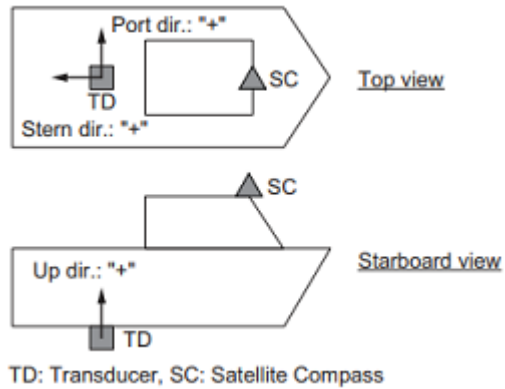 Port dir.: "+"
SC
Top view
TD
Stern dir.: "+"
SC
Starboard view
Up dir.: "+"
TD
TD: Transducer, SC: Satellite Compass